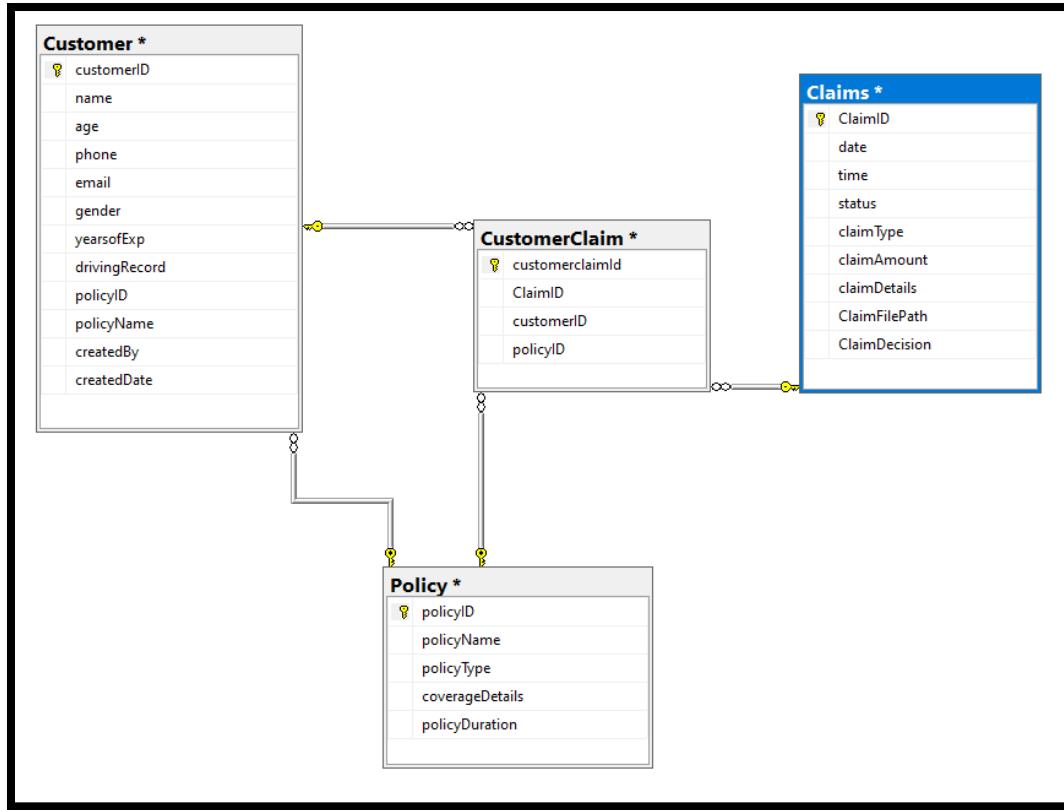 Customer *
customerID
name
age
phone
email
gender
yearsofExp
drivingRecord
policyID
policyName
createdBy
createdDate
Claims *
ClaimID
date
time
status
claimType
claimAmount
claimDetails
ClaimFilePath
ClaimDecision
CustomerClaim *
customerclaimId
ClaimID
customerID
policyID
Policy *
policyID
policyName
policyType
coverageDetails
policyDuration